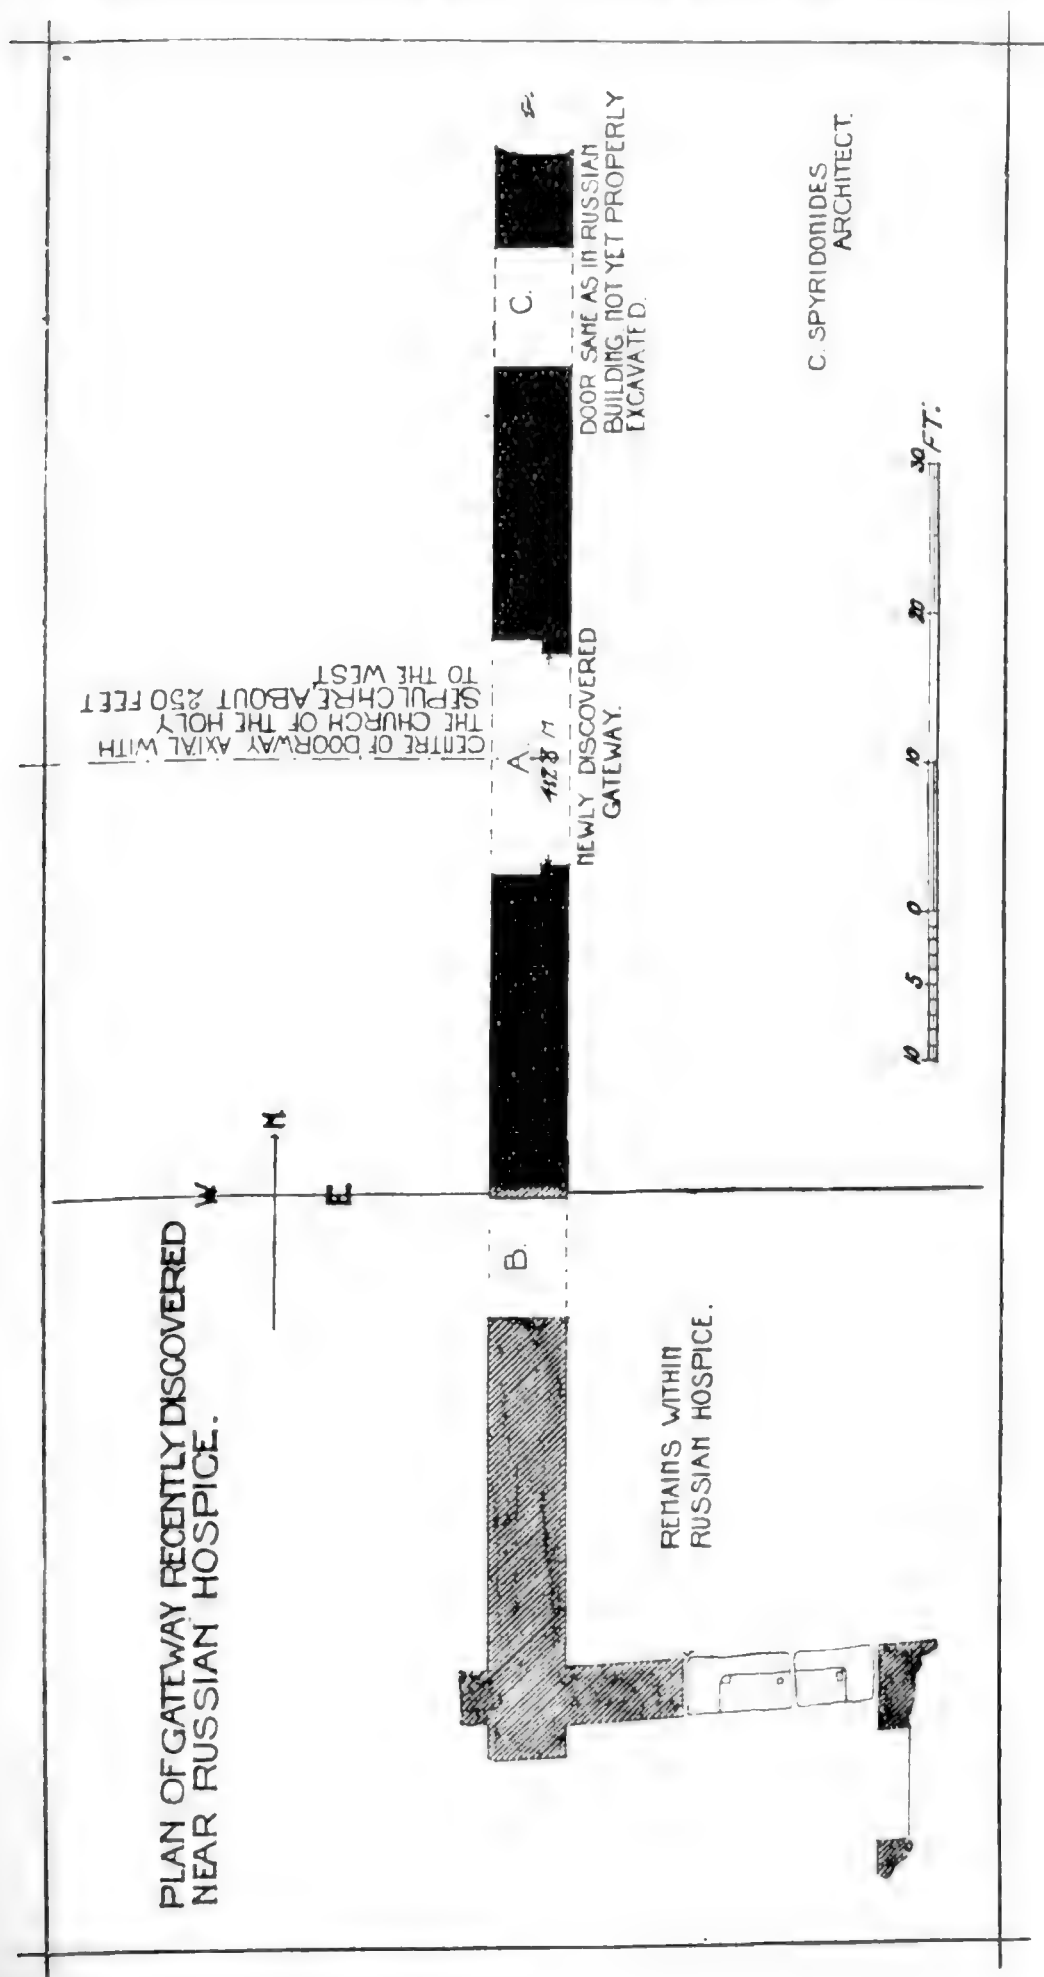 PLAN OF GATEWAY RECENTLY DISCOVERED
NEAR RUSSIAN HOSPICE.
W
N
E
CENTRE OF DOORWAY AXIAL WITH
THE CHURCH OF THE HOLY
SEPULCHRE, ABOUT 250 FEET
TO THE WEST
B.
A.
4.128 M
C.
NEWLY DISCOVERED
GATEWAY.
DOOR SAME AS IN RUSSIAN
BUILDING. NOT YET PROPERLY
EXCAVATED.
REMAINS WITHIN
RUSSIAN HOSPICE.
C. SPYRIDONIDES
ARCHITECT.
10 5 0 10 20 30 FT.